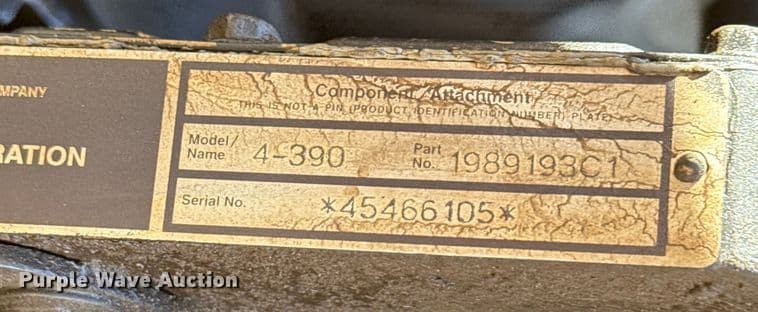 MPANY
RATION
Component/Attachment
THIS IS NOT A PIN (PRODUCT IDENTIFICATION NUMBER) PLATE
Model/Name 4-390 Part No. 1989193C1
Serial No. *45466105*
Purple Wave Auction